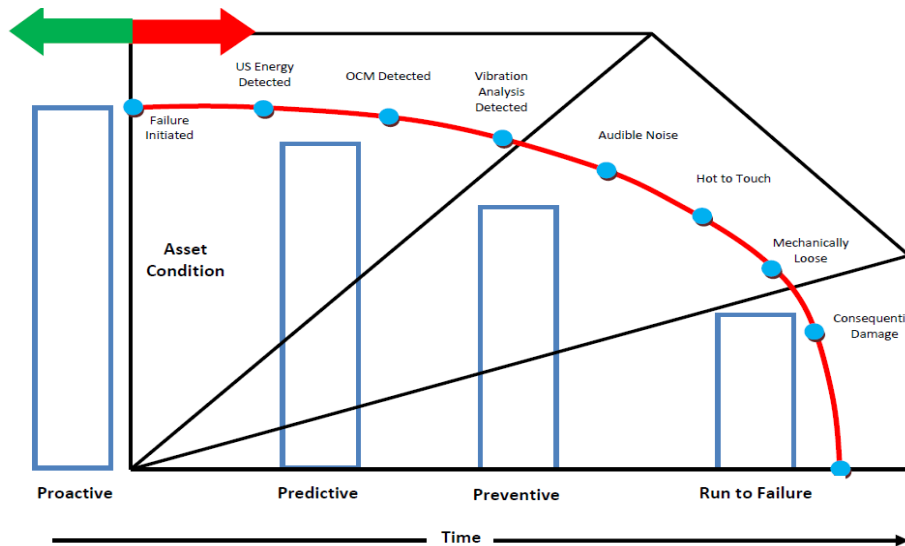 US Energy
Detected
OCM Detected
Vibration
Analysis
Detected
Failure
Initiated
Audible Noise
Hot to Touch
Mechanically
Loose
Asset
Condition
Consequenti
Damage
Proactive
Predictive
Preventive
Run to Failure
Time